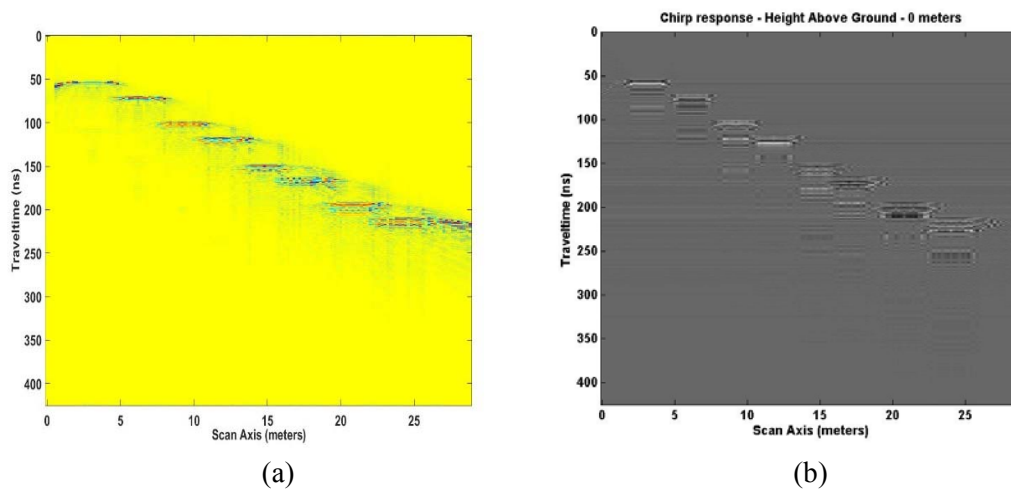 0
50
100
150
200
250
300
350
400
Traveltime (ns)
0 5 10 15 20 25
Scan Axis (meters)
(a)
Chirp response - Height Above Ground - 0 meters
0
50
100
150
200
250
300
350
400
Traveltime (ns)
0 5 10 15 20 25
Scan Axis (meters)
(b)